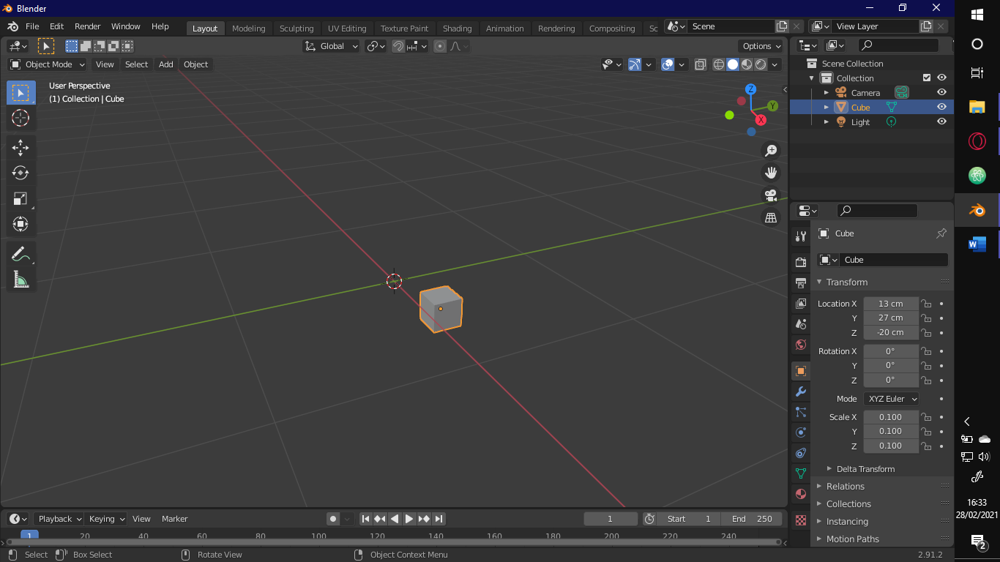 Blender
File Edit Render Window Help
Layout Modeling Sculpting UV Editing Texture Paint Shading Animation Rendering Compositing Sc
Scene
View Layer
Global
Options
Object Mode View Select Add Object
User Perspective
(1) Collection | Cube
Z
Y
X
Scene Collection
Collection
Camera
Cube
Light
Cube
Cube
Transform
Location X 13 cm
Y 27 cm
Z -20 cm
Rotation X 0°
Y 0°
Z 0°
Mode XYZ Euler
Scale X 0.100
Y 0.100
Z 0.100
Delta Transform
Relations
Collections
Instancing
Motion Paths
Playback Keying View Marker
1
Start 1
End 250
1 20 40 60 80 100 120 140 160 180 200 220 240
Select Box Select Rotate View Object Context Menu 2.91.2
W
16:33
28/02/2021
2